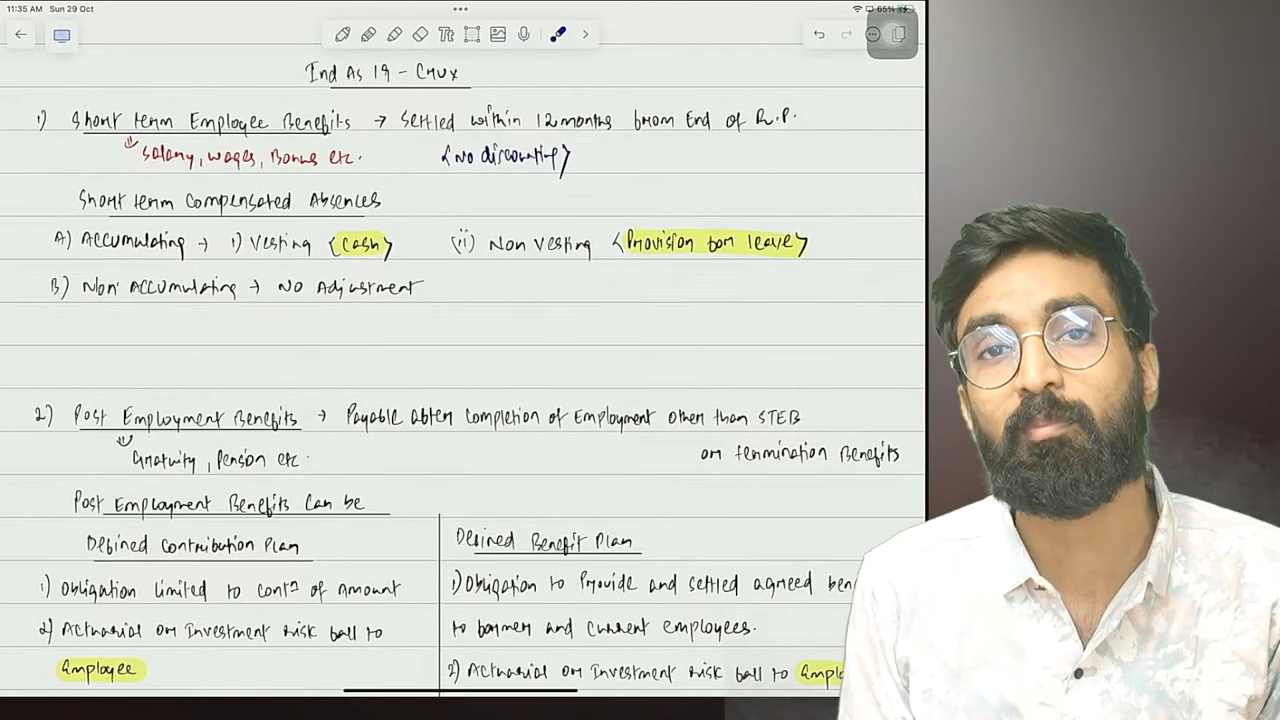 11:35 AM Sun 29 Oct
65%
Ind As 19 - Crux
1) Short term Employee Benefits → Settled within 12 months from End of R.P.
Salary, wages, Bonus etc. {No discounting}
Short term Compensated Absences
A) Accumulating → i) Vesting {Cash} (ii) Non Vesting {Provision for leave}
B) Non Accumulating → No Adjustment
2) Post Employment Benefits → Payable after completion of Employment other than STEB
or termination Benefits
Gratuity, Pension etc.
Post Employment Benefits Can be
Defined Contribution Plan
Desined Benefit Plan
1) Obligation limited to contn of Amount
2) Actuarial or Investment risk fall to
Employee
1) Obligation to Provide and settled agreed ben
to former and current employees.
2) Actuarial or Investment risk fall to Emplo